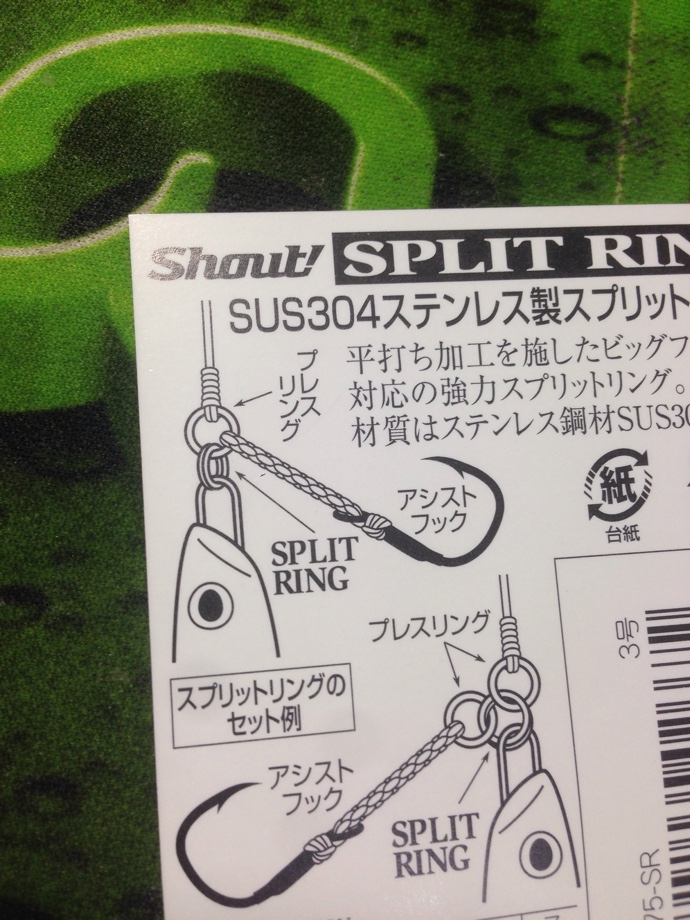 Shout! SPLIT RIN
SUS304ステンレス製スプリット
平打ち加工を施したビッグフ
対応の強力スプリットリング。
材質はステンレス鋼材SUS30
プレス
リング
アシスト
フック
SPLIT
RING
紙
台紙
プレスリング
3号
スプリットリングの
セット例
アシスト
フック
SPLIT
RING
75-SR